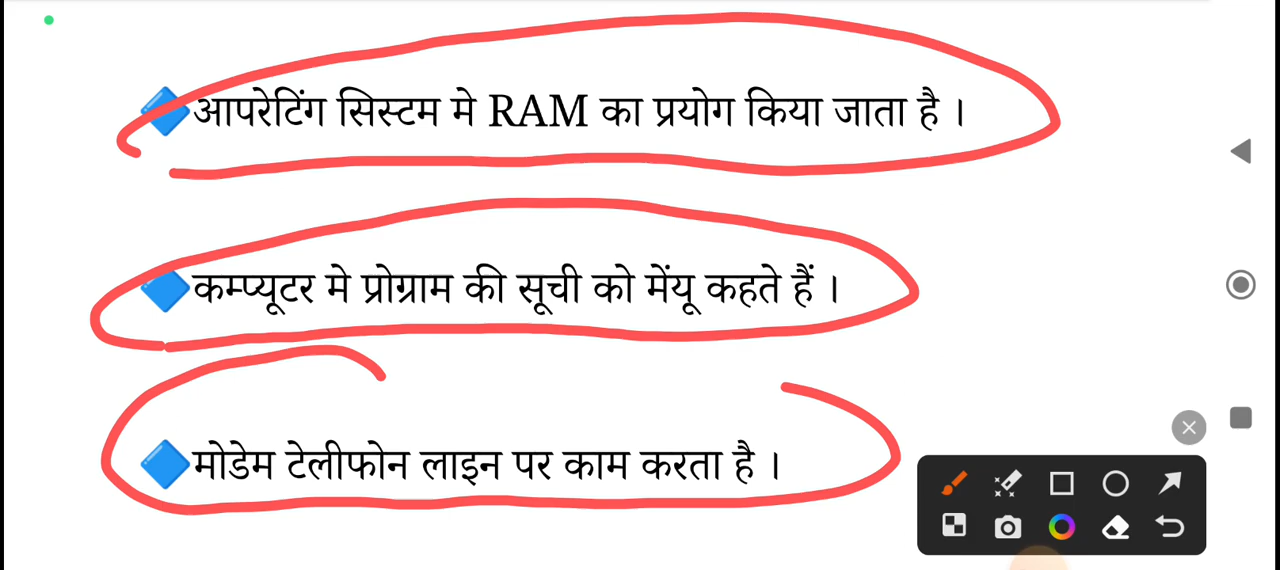 🔷आपरेटिंग सिस्टम मे RAM का प्रयोग किया जाता है ।
🔷कम्प्यूटर मे प्रोग्राम की सूची को मेंयू कहते हैं ।
🔷मोडेम टेलीफोन लाइन पर काम करता है ।